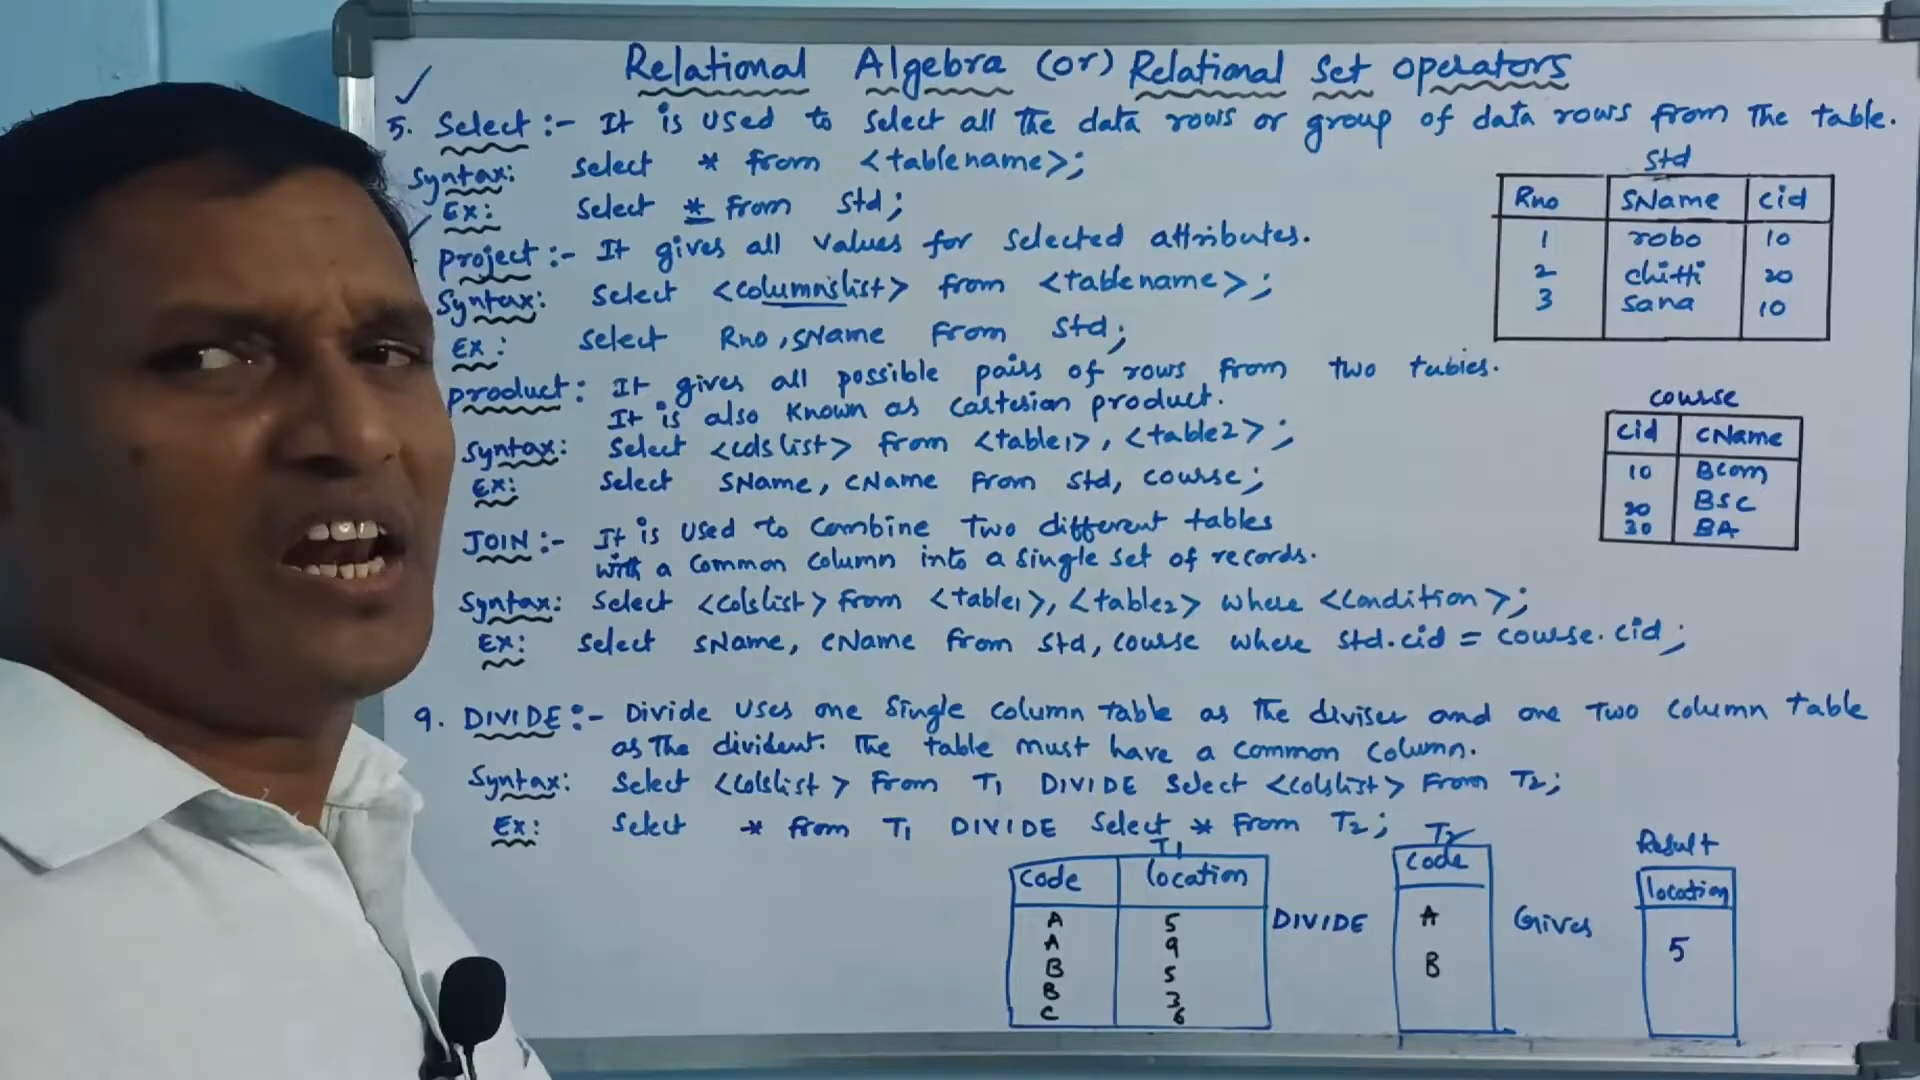 Relational Algebra (or) Relational Set operators
5. Select :- It is used to select all the data rows or group of data rows from the table.
Syntax: Select * from <tablename>;
Ex: Select * from Std;
Project :- It gives all values for selected attributes.
Syntax: Select <columnslist> from <tablename>;
Ex: Select Rno, SName from Std;
Product: It gives all possible pairs of rows from two tables.
It is also known as Cartesian product.
Syntax: Select <cols list> from <table1>, <table2>;
Ex: Select SName, CName from Std, course;
JOIN :- It is used to combine two different tables
with a common column into a single set of records.
Syntax: Select <colslist> from <table1>, <table2> where <condition>;
Ex: Select SName, CName from Std, course where Std.cid = course.cid;
9. DIVIDE :- Divide uses one single column table as the diviser and one two column table
as the divident. The table must have a common column.
Syntax: Select <colslist> From T1 DIVIDE Select <colslist> From T2;
Ex: Select * from T1 DIVIDE Select * From T2;
Std
Rno SName cid
1 robo 10
2 chitti 20
3 sana 10
course
cid CName
10 Bcom
20 BSC
30 BA
T1
Code location
A 5
A 9
B 5
B 3
C 6
DIVIDE
T2
Code
A
B
Gives
Result
location
5